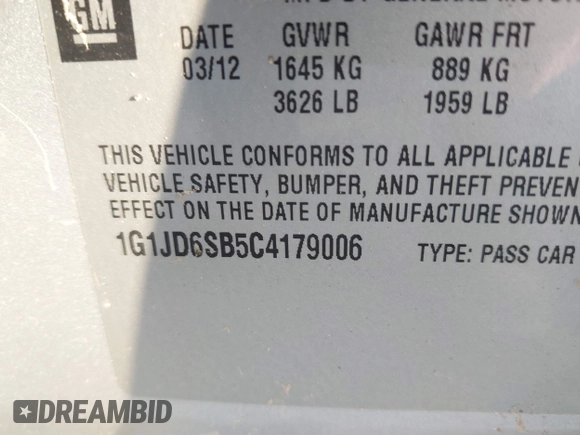 GM
DATE GVWR GAWR FRT
03/12 1645 KG 889 KG
3626 LB 1959 LB
THIS VEHICLE CONFORMS TO ALL APPLICABLE
VEHICLE SAFETY, BUMPER, AND THEFT PREVEN
EFFECT ON THE DATE OF MANUFACTURE SHOWN
1G1JD6SB5C4179006 TYPE: PASS CAR
DREAMBID